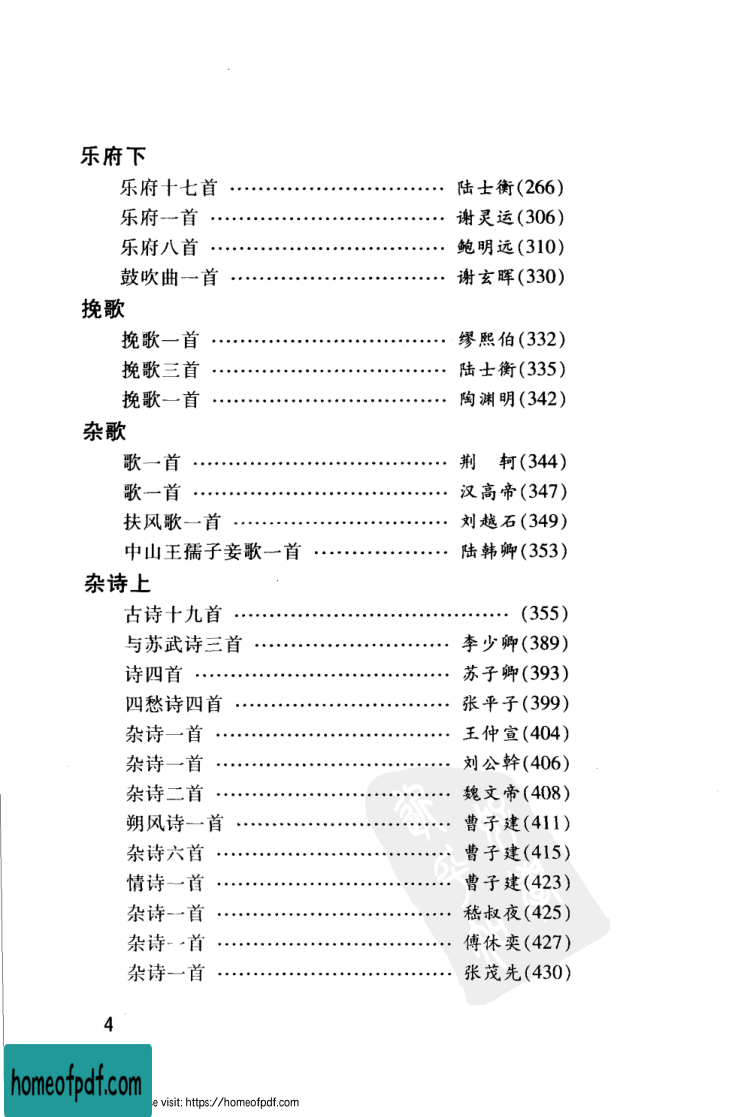 乐府下
乐府十七首 ………………………… 陆士衡(266)
乐府一首 …………………………… 谢灵运(306)
乐府八首 …………………………… 鲍明远(310)
鼓吹曲一首 ………………………… 谢玄晖(330)
挽歌
挽歌一首 …………………………… 缪熙伯(332)
挽歌三首 …………………………… 陆士衡(335)
挽歌一首 …………………………… 陶渊明(342)
杂歌
歌一首 ……………………………… 荆　轲(344)
歌一首 ……………………………… 汉高帝(347)
扶风歌一首 ………………………… 刘越石(349)
中山王孺子妾歌一首 ……………… 陆韩卿(353)
杂诗上
古诗十九首 ………………………………… (355)
与苏武诗三首 ……………………… 李少卿(389)
诗四首 ……………………………… 苏子卿(393)
四愁诗四首 ………………………… 张平子(399)
杂诗一首 …………………………… 王仲宣(404)
杂诗一首 …………………………… 刘公幹(406)
杂诗二首 …………………………… 魏文帝(408)
朔风诗一首 ………………………… 曹子建(411)
杂诗六首 …………………………… 曹子建(415)
情诗一首 …………………………… 曹子建(423)
杂诗一首 …………………………… 嵇叔夜(425)
杂诗一首 …………………………… 傅休奕(427)
杂诗一首 …………………………… 张茂先(430)
4
homeofpdf.com
e visit: https://homeofpdf.com